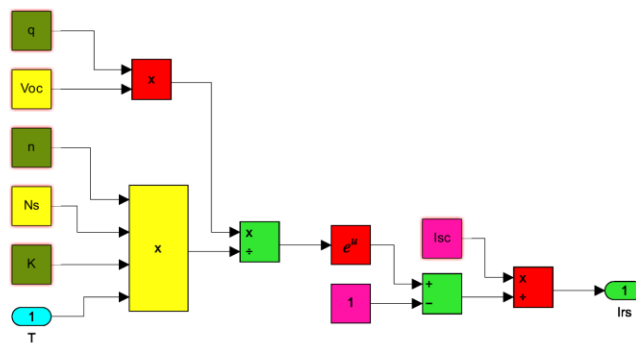 q
x
Voc
n
Ns
x
K
1
T
x
÷
e^u
1
+
−
Isc
x
÷
1
Irs